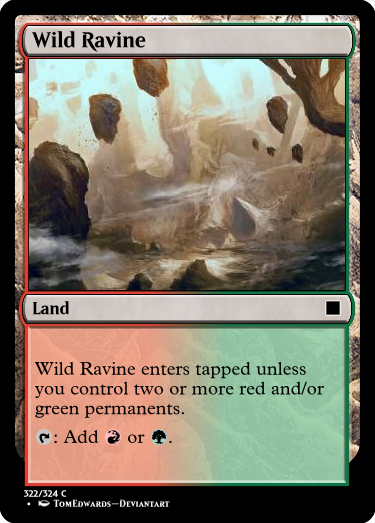 Wild Ravine
Land
Wild Ravine enters tapped unless
you control two or more red and/or
green permanents.
: Add or .
322/324 C
• TomEdwards—Deviantart